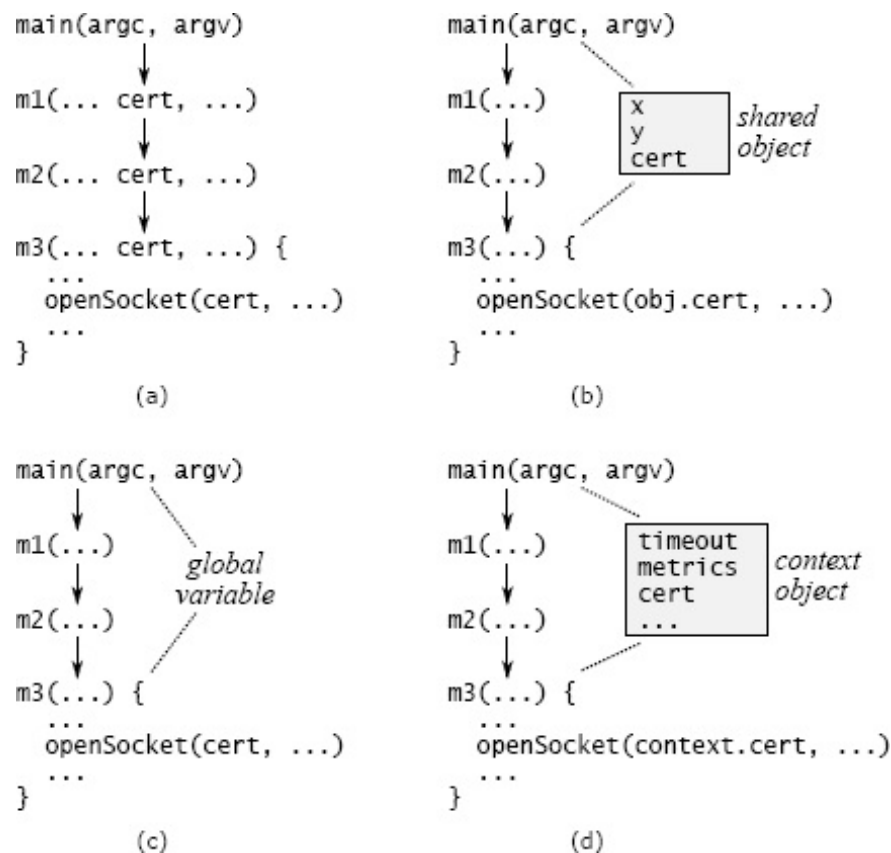 main(argc, argv)
m1(... cert, ...)
m2(... cert, ...)
m3(... cert, ...) {
...
openSocket(cert, ...)
...
}
(a)
main(argc, argv)
m1(...)
x
y
cert
shared
object
m2(...)
m3(...) {
...
openSocket(obj.cert, ...)
...
}
(b)
main(argc, argv)
m1(...)
global
variable
m2(...)
m3(...) {
...
openSocket(cert, ...)
...
}
(c)
main(argc, argv)
m1(...)
timeout
metrics
cert
...
context
object
m2(...)
m3(...) {
...
openSocket(context.cert, ...)
...
}
(d)